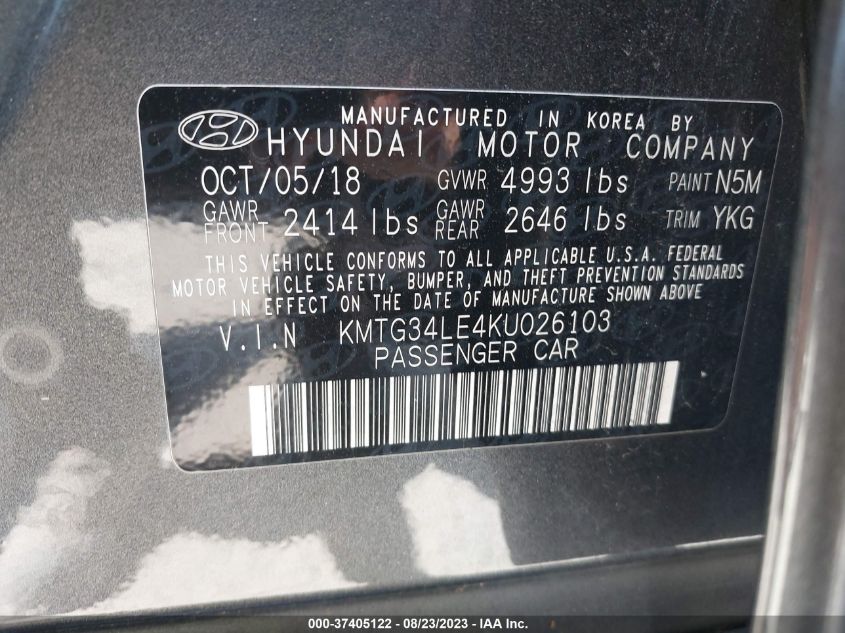 MANUFACTURED IN KOREA BY
HYUNDAI MOTOR COMPANY
OCT/05/18 GVWR 4993 lbs PAINT N5M
GAWR FRONT 2414 lbs GAWR REAR 2646 lbs TRIM YKG
THIS VEHICLE CONFORMS TO ALL APPLICABLE U.S.A. FEDERAL
MOTOR VEHICLE SAFETY, BUMPER, AND THEFT PREVENTION STANDARDS
IN EFFECT ON THE DATE OF MANUFACTURE SHOWN ABOVE
V.I.N KMTG34LE4KU026103
PASSENGER CAR
000-37405122 - 08/23/2023 - IAA Inc.